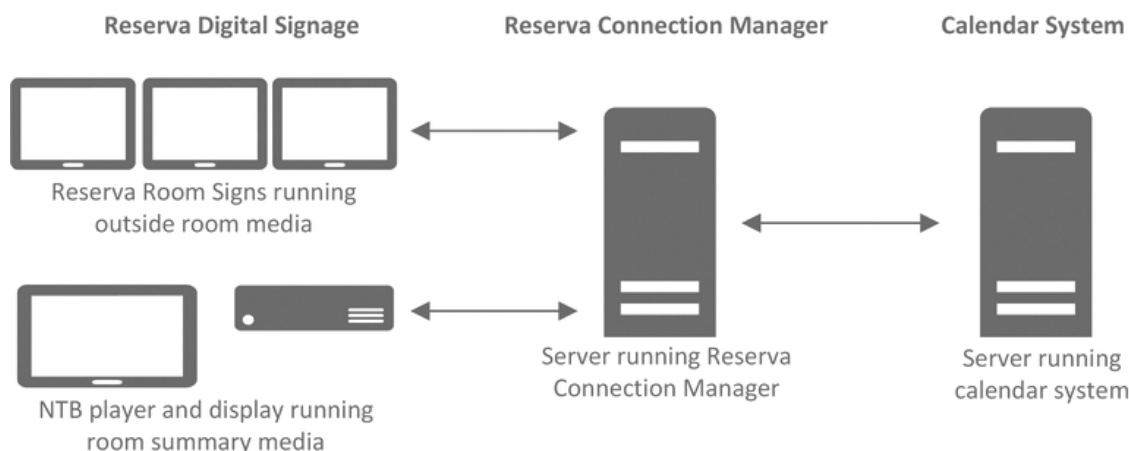 Reserva Digital Signage
Reserva Connection Manager
Calendar System
Reserva Room Signs running
outside room media
NTB player and display running
room summary media
Server running Reserva
Connection Manager
Server running
calendar system